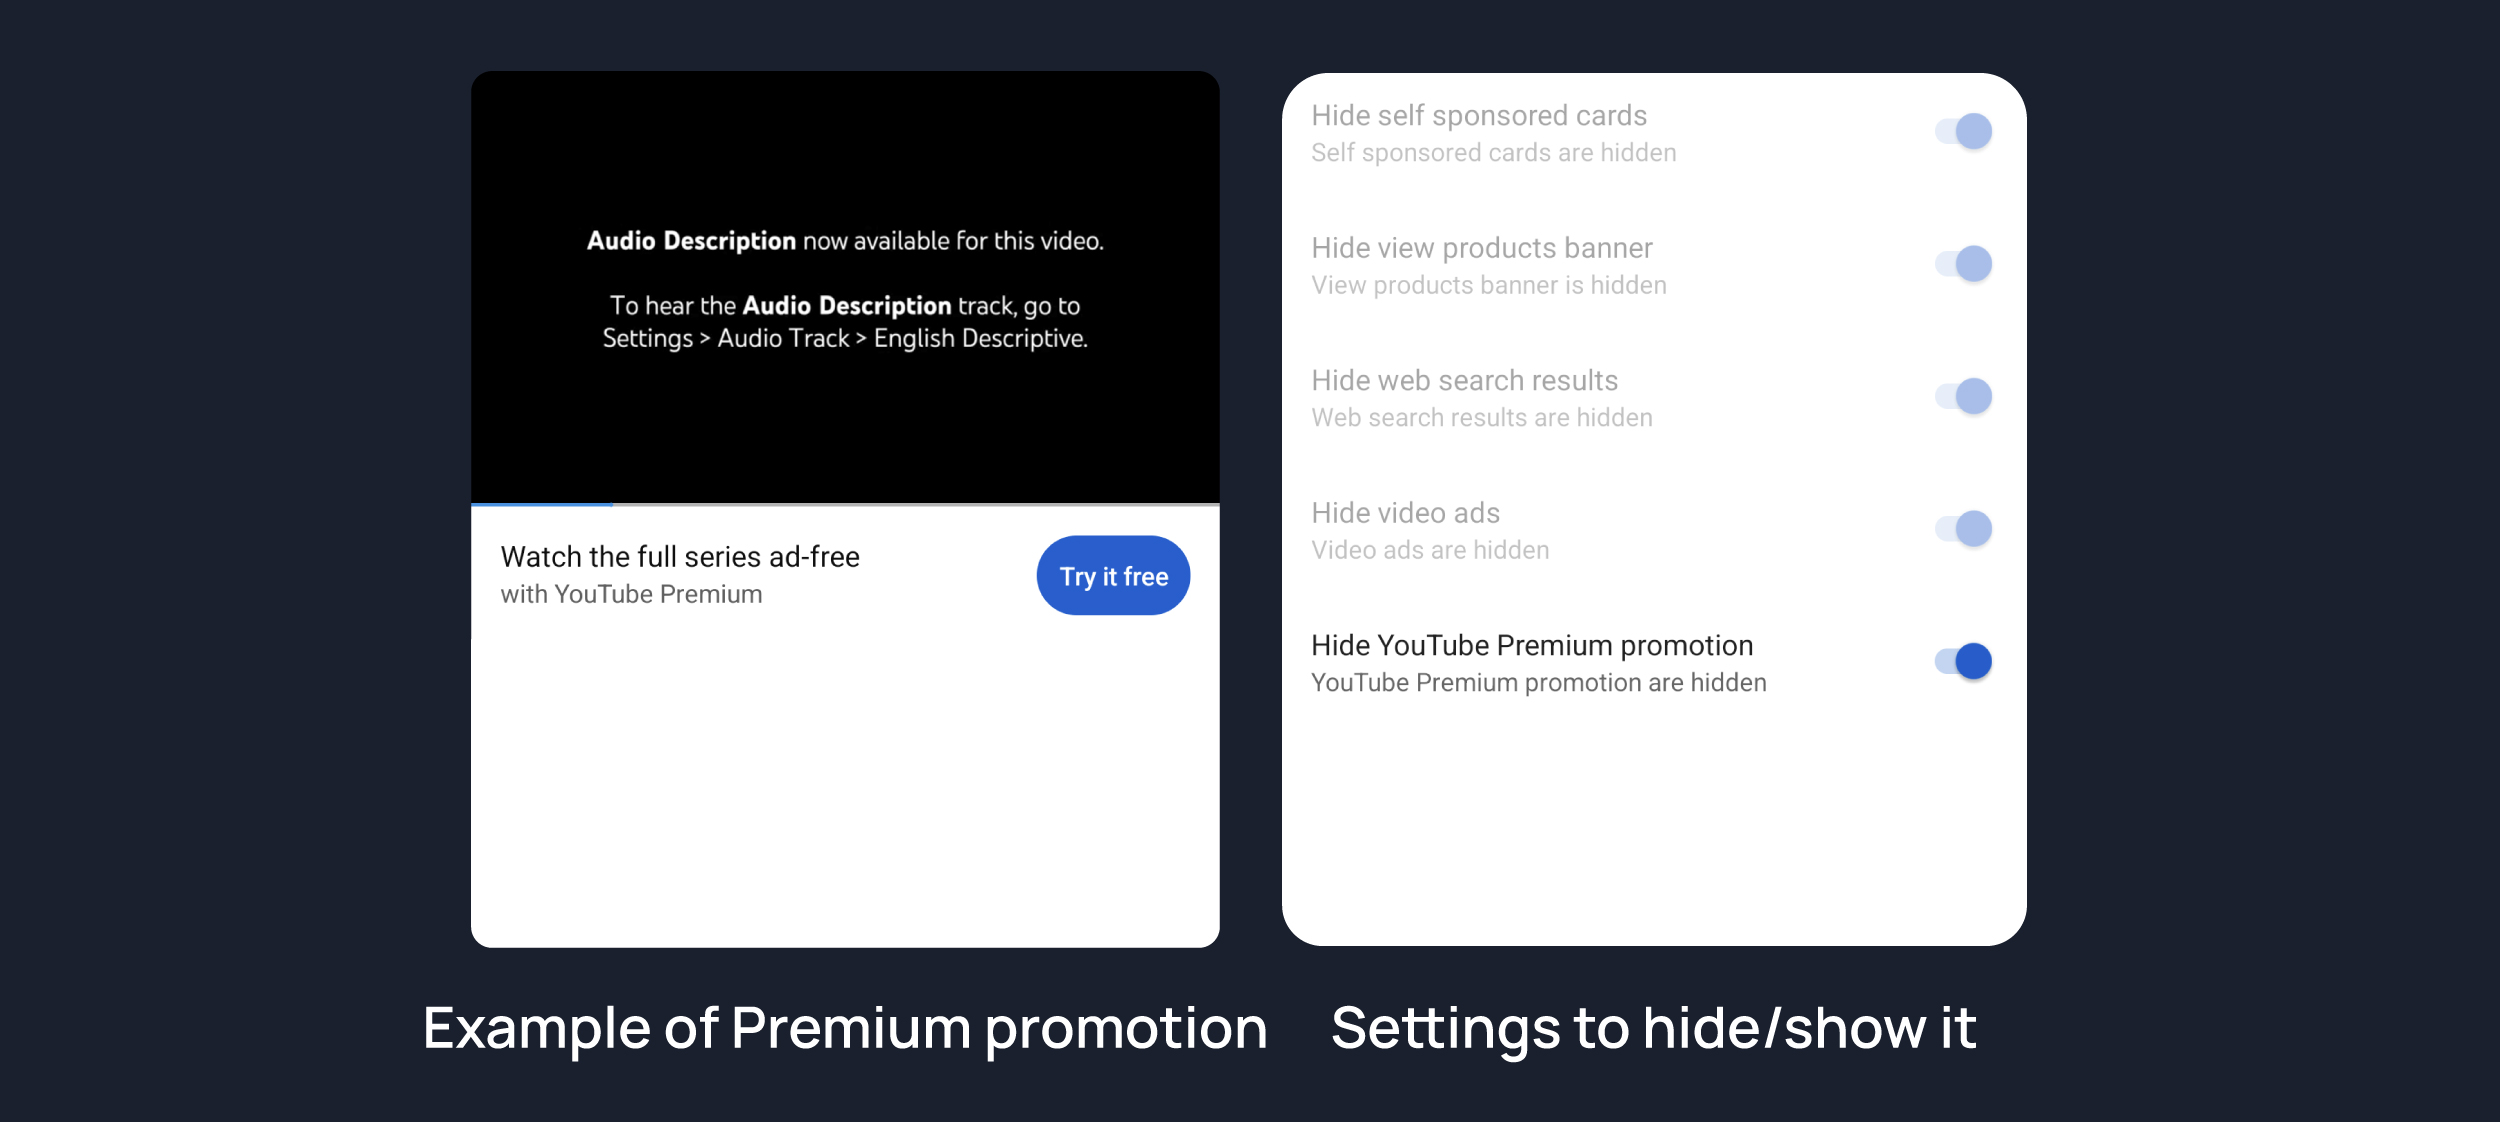 Audio Description now available for this video.
To hear the Audio Description track, go to
Settings > Audio Track > English Descriptive.
Watch the full series ad-free
with YouTube Premium
Try it free
Example of Premium promotion
Hide self sponsored cards
Self sponsored cards are hidden
Hide view products banner
View products banner is hidden
Hide web search results
Web search results are hidden
Hide video ads
Video ads are hidden
Hide YouTube Premium promotion
YouTube Premium promotion are hidden
Settings to hide/show it